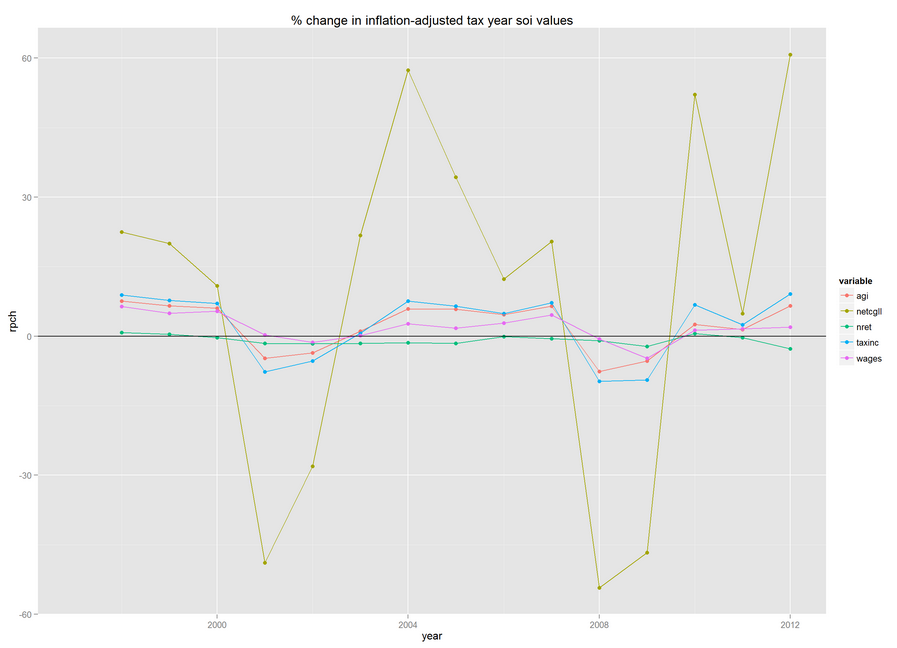 % change in inflation-adjusted tax year soi values
60
30
0
-30
-60
rpch
2000
2004
2008
2012
year
variable
agi
netcgll
nret
taxinc
wages